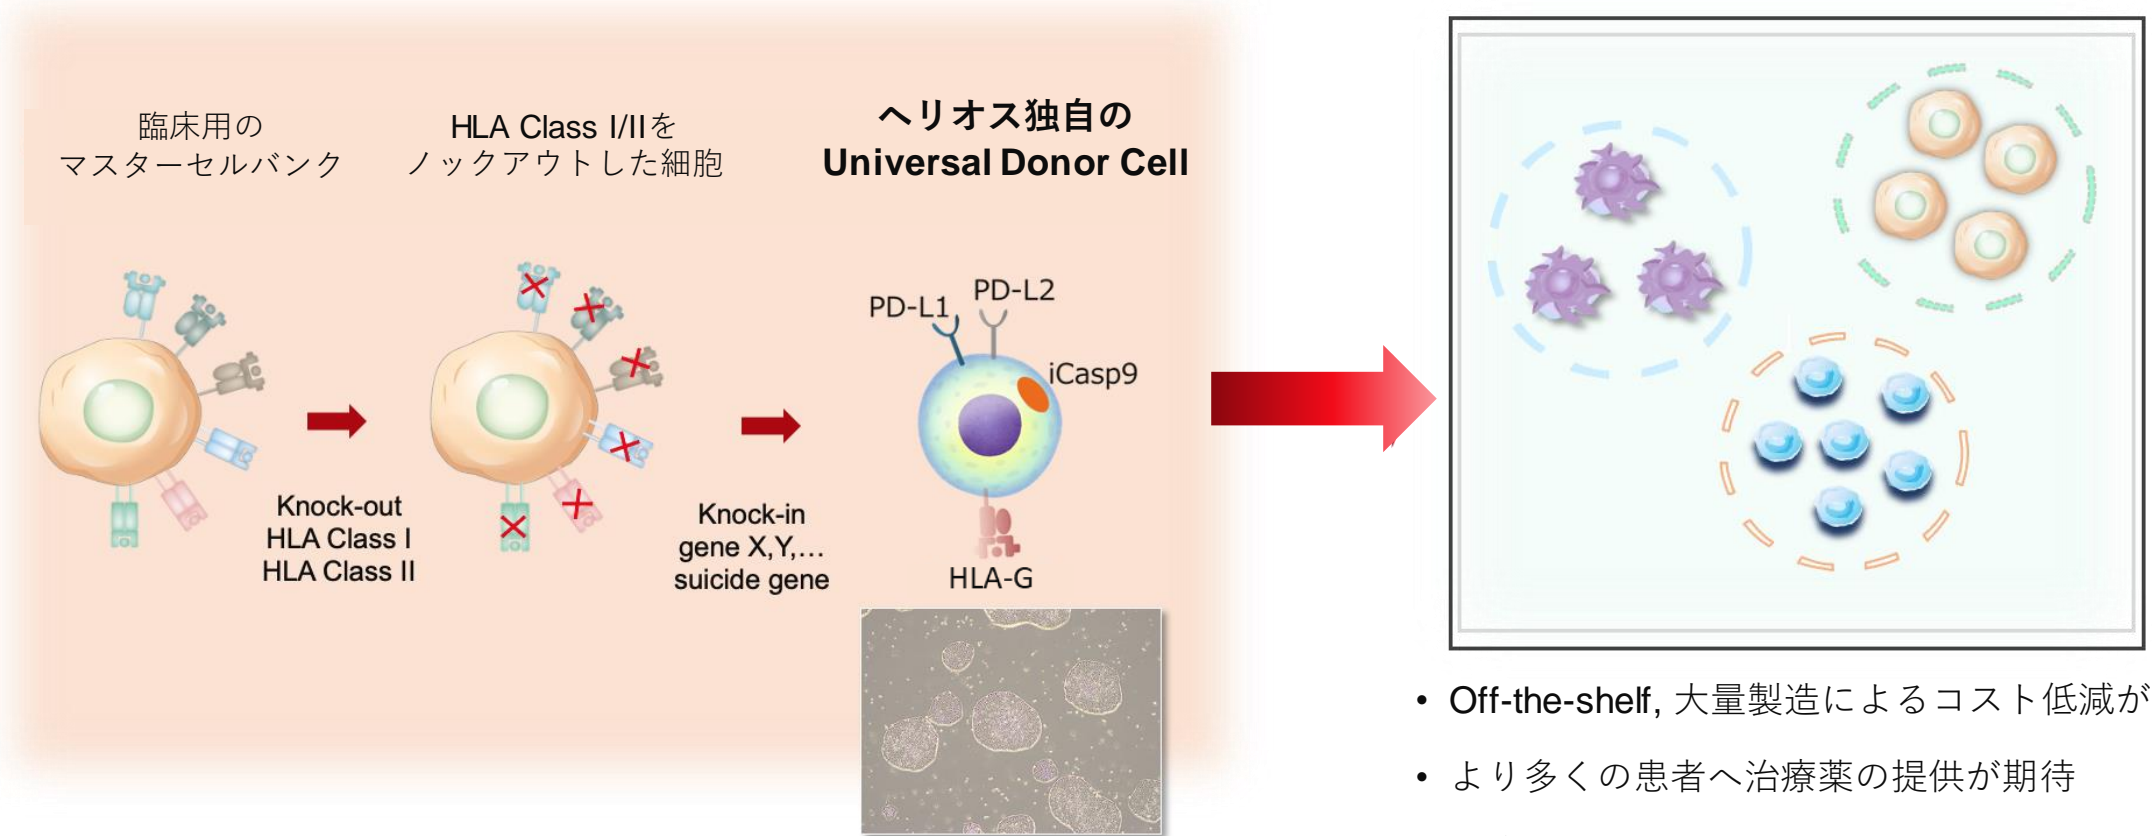 臨床用の
マスターセルバンク
HLA Class I/IIを
ノックアウトした細胞
ヘリオス独自の
Universal Donor Cell
Knock-out
HLA Class I
HLA Class II
Knock-in
gene X,Y,...
suicide gene
PD-L1
PD-L2
iCasp9
HLA-G
• Off-the-shelf, 大量製造によるコスト低減が
• より多くの患者へ治療薬の提供が期待